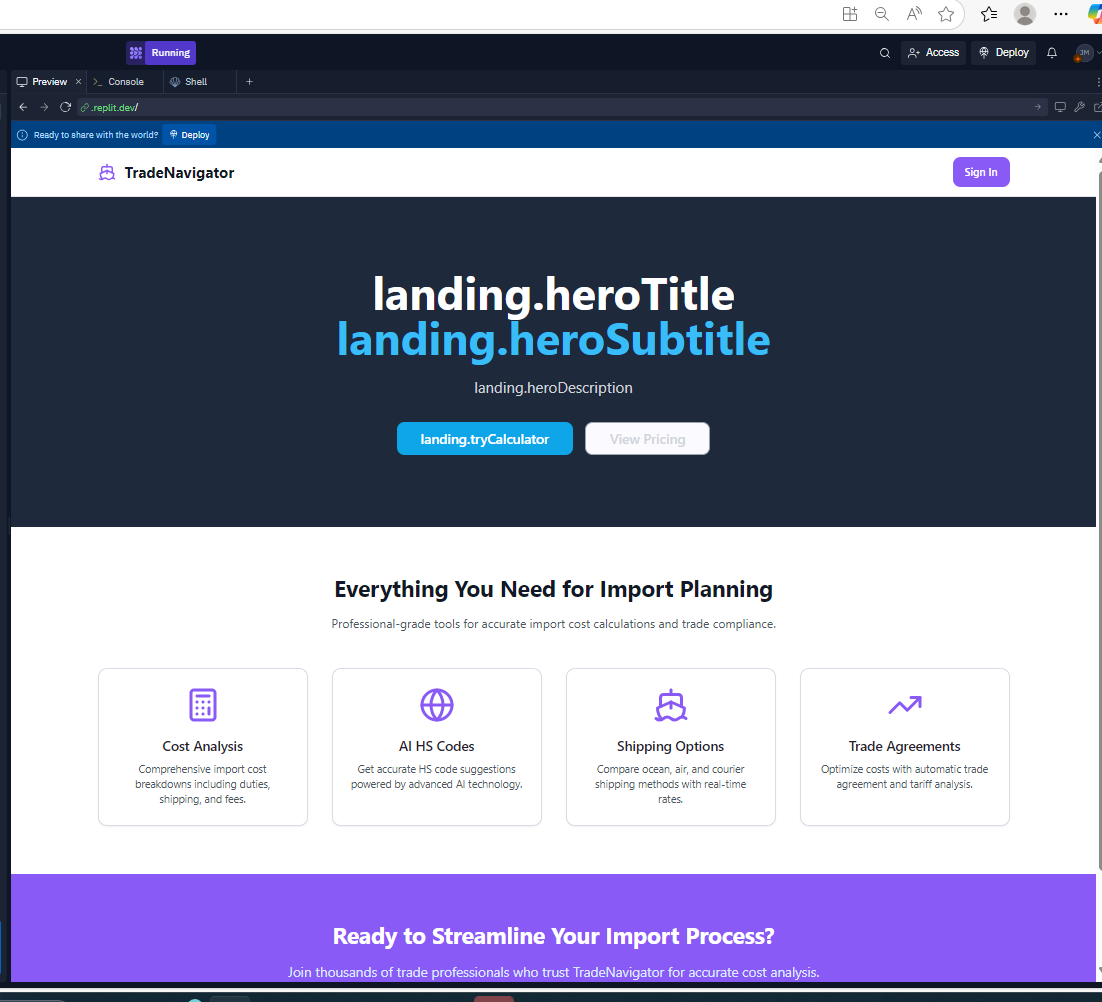 Running
Access
Deploy
JM
Preview
Console
Shell
.replit.dev/
Ready to share with the world?
Deploy
TradeNavigator
Sign In
landing.heroTitle
landing.heroSubtitle
landing.heroDescription
landing.tryCalculator
View Pricing
Everything You Need for Import Planning
Professional-grade tools for accurate import cost calculations and trade compliance.
Cost Analysis
Comprehensive import cost
breakdowns including duties,
shipping, and fees.
AI HS Codes
Get accurate HS code suggestions
powered by advanced AI technology.
Shipping Options
Compare ocean, air, and courier
shipping methods with real-time
rates.
Trade Agreements
Optimize costs with automatic trade
agreement and tariff analysis.
Ready to Streamline Your Import Process?
Join thousands of trade professionals who trust TradeNavigator for accurate cost analysis.